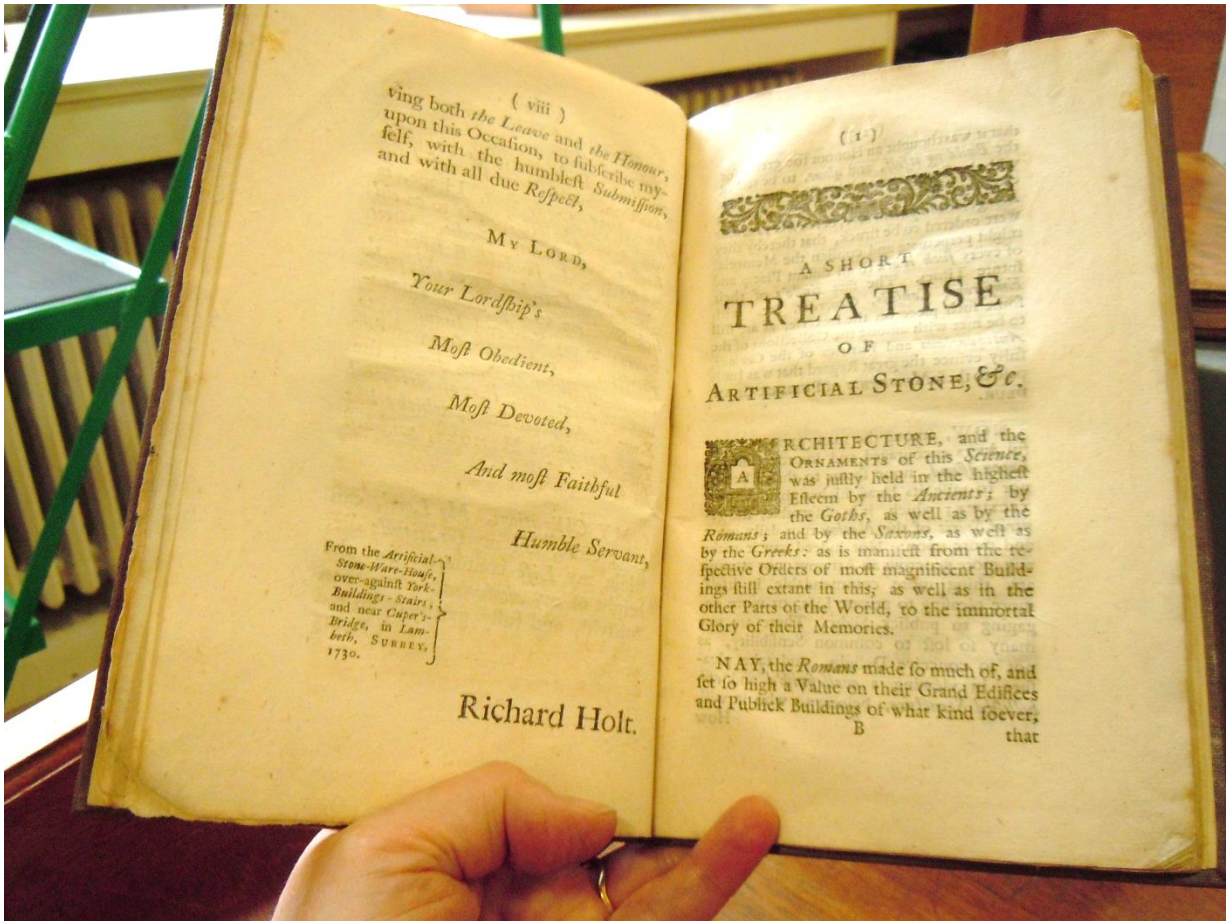 ( viii )
ving both the Leave and the Honour,
upon this Occaſion, to ſubſcribe my-
ſelf, with the humbleſt Submiſſion,
and with all due Reſpect,
MY LORD,
Your Lordſhip's
Moſt Obedient,
Moſt Devoted,
And moſt Faithful
Humble Servant,
From the Artificial-
Stone-Ware-Houſe,
over-againſt York-
Buildings-Stairs,
and near Cuper's-
Bridge, in Lam-
beth, SURREY,
1730.
Richard Holt.
( 1 )
A SHORT
TREATISE
OF
ARTIFICIAL STONE, &c.
ARCHITECTURE, and the
ORNAMENTS of this Science,
was juſtly held in the higheſt
Eſteem by the Ancients; by
the Goths, as well as by the
Romans; and by the Saxons, as well as
by the Greeks: as is manifeſt from the re-
ſpective Orders of moſt magnificent Build-
ings ſtill extant in this, as well as in the
other Parts of the World, to the immortal
Glory of their Memories.
NAY, the Romans made ſo much of, and
ſet ſo high a Value on their Grand Edifices
and Publick Buildings of what kind ſoever,
B that